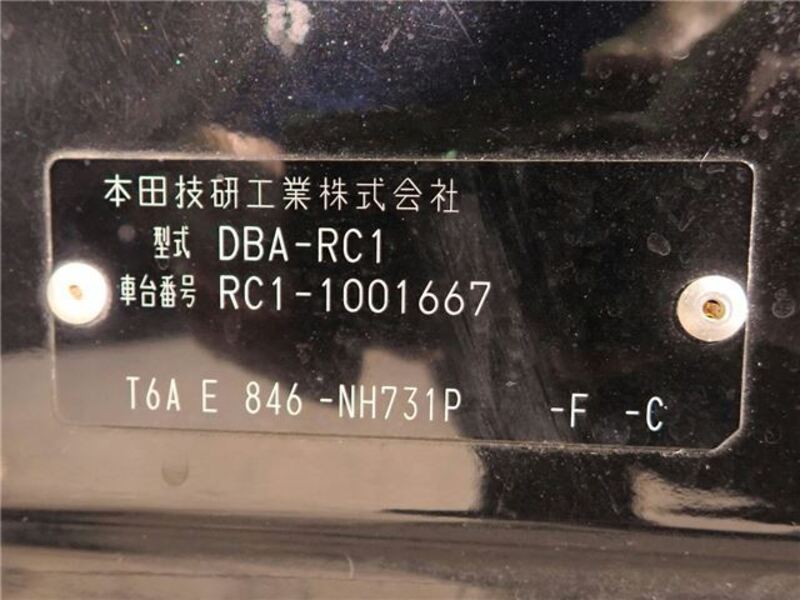 本田技研工業株式会社
型式 DBA-RC1
車台番号 RC1-1001667
T6A E 846 -NH731P -F -C